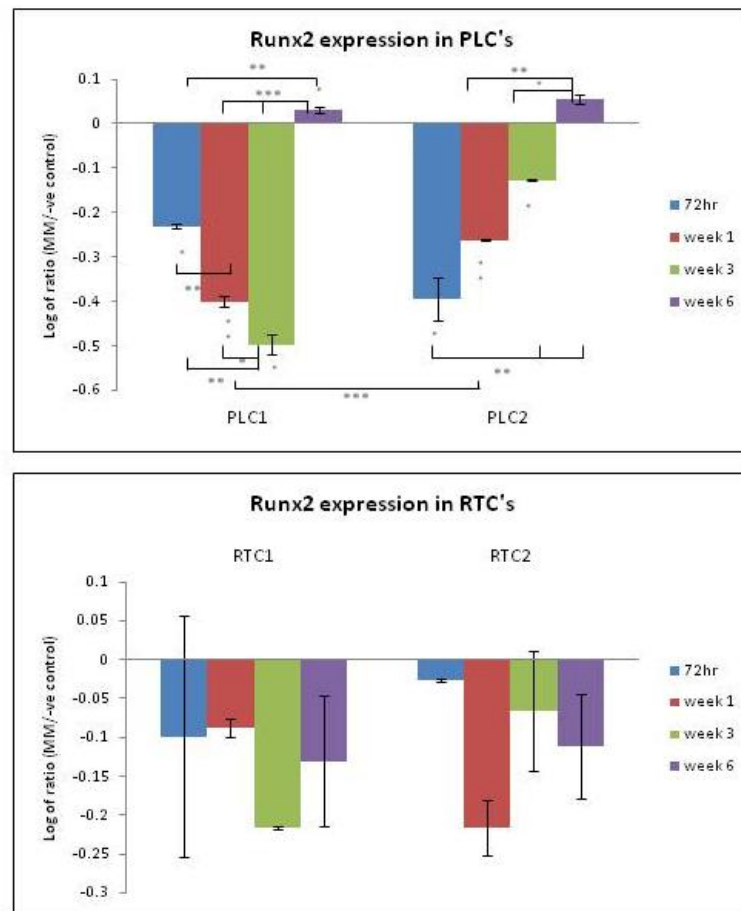 Runx2 expression in PLC's
Log of ratio (MM/-ve control)
0.1
0
-0.1
-0.2
-0.3
-0.4
-0.5
-0.6
** * *** ** *
* ** * * * ** * *** * * * * **
PLC1 PLC2
72hr
week 1
week 3
week 6
Runx2 expression in RTC's
RTC1 RTC2
Log of ratio (MM/-ve control)
0.1
0.05
0
-0.05
-0.1
-0.15
-0.2
-0.25
-0.3
72hr
week 1
week 3
week 6